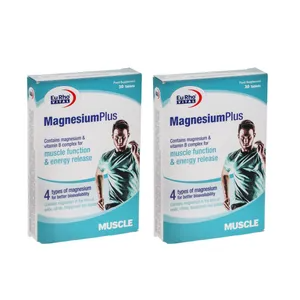 EuRho
VITAL
Food Supplement
30 Tablets
MagnesiumPlus
Contains magnesium &
vitamin B complex for
muscle function
& energy release
4 types of magnesium
for better bioavailability
MUSCLE
EuRho
VITAL
Food Supplement
30 Tablets
MagnesiumPlus
Contains magnesium &
vitamin B complex for
muscle function
& energy release
4 types of magnesium
for better bioavailability
MUSCLE